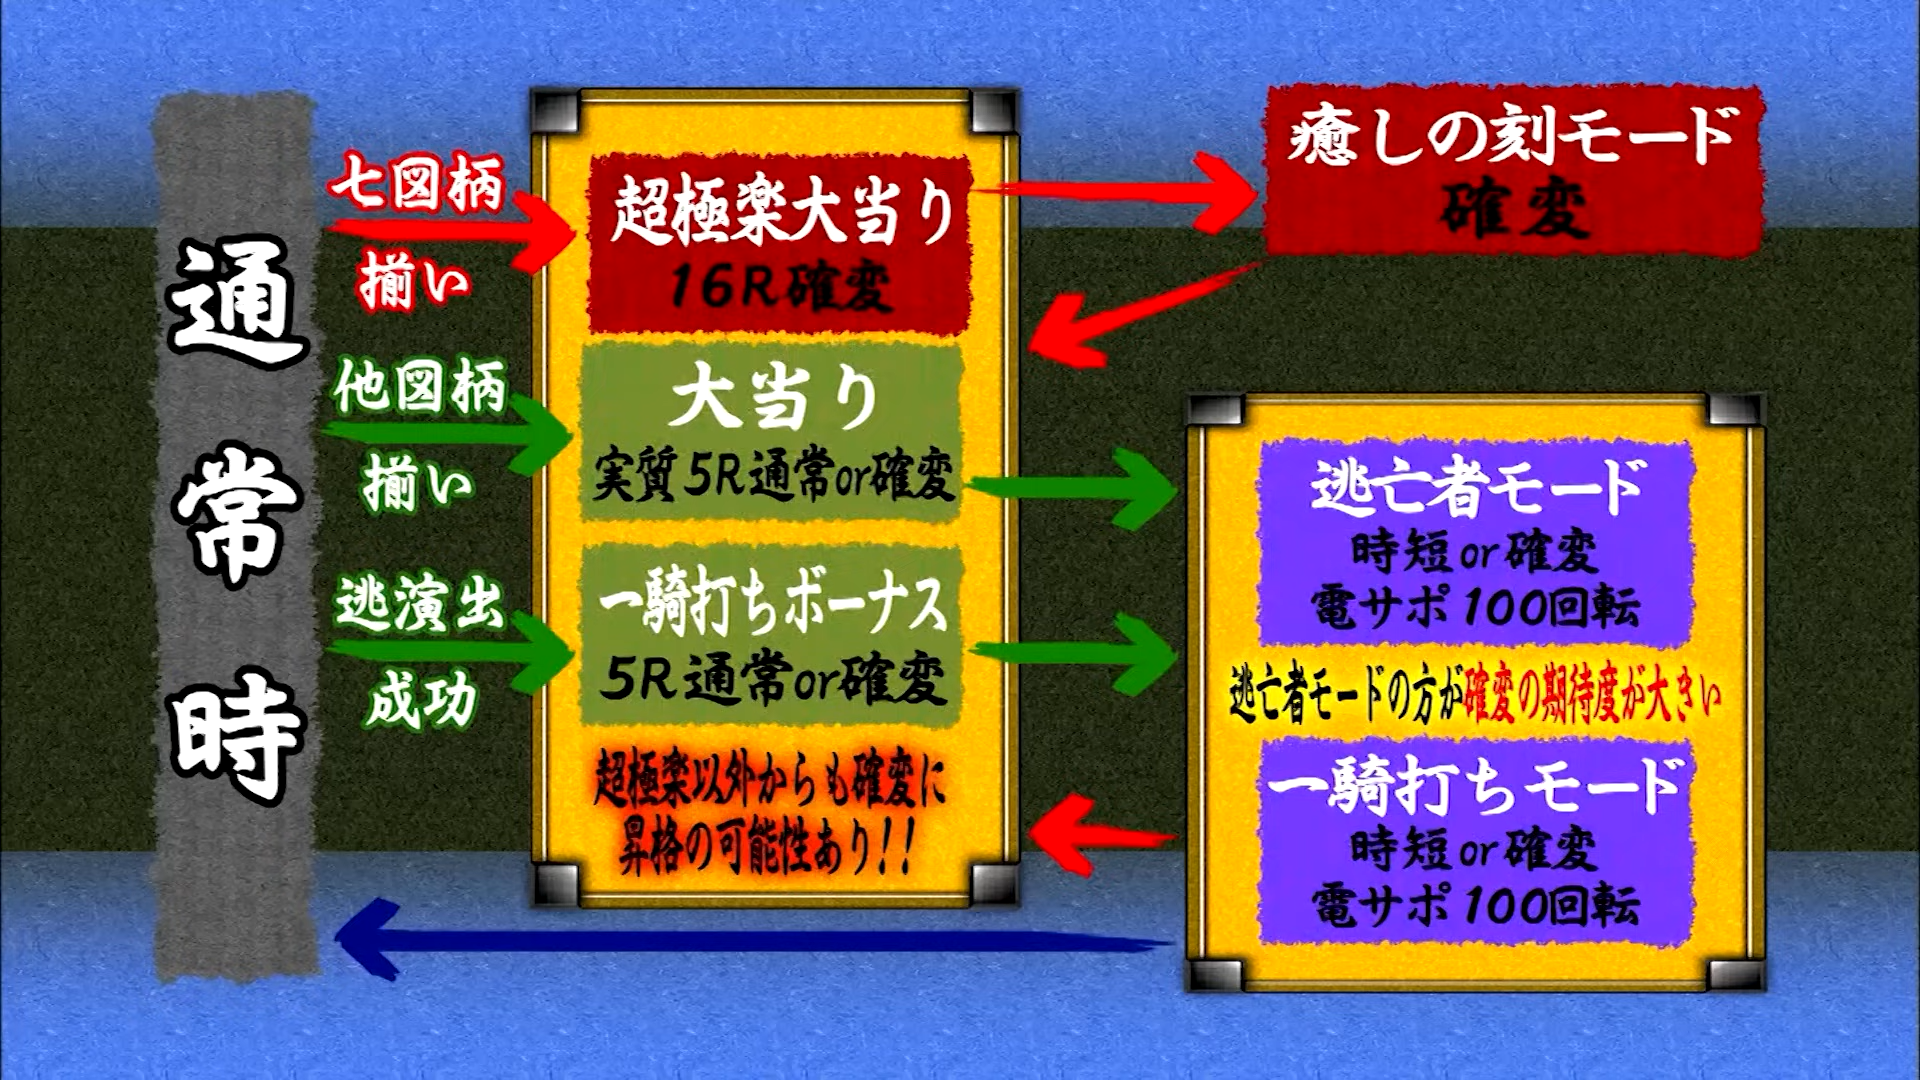 通常時
七図柄
揃い
他図柄
揃い
逃演出
成功
超極楽大当り
16R確変
大当り
実質5R通常or確変
一騎打ちボーナス
5R通常or確変
超極楽以外からも確変に
昇格の可能性あり!!
癒しの刻モード
確変
逃亡者モード
時短or確変
電サポ100回転
逃亡者モードの方が確変の期待度が大きい
一騎打ちモード
時短or確変
電サポ100回転